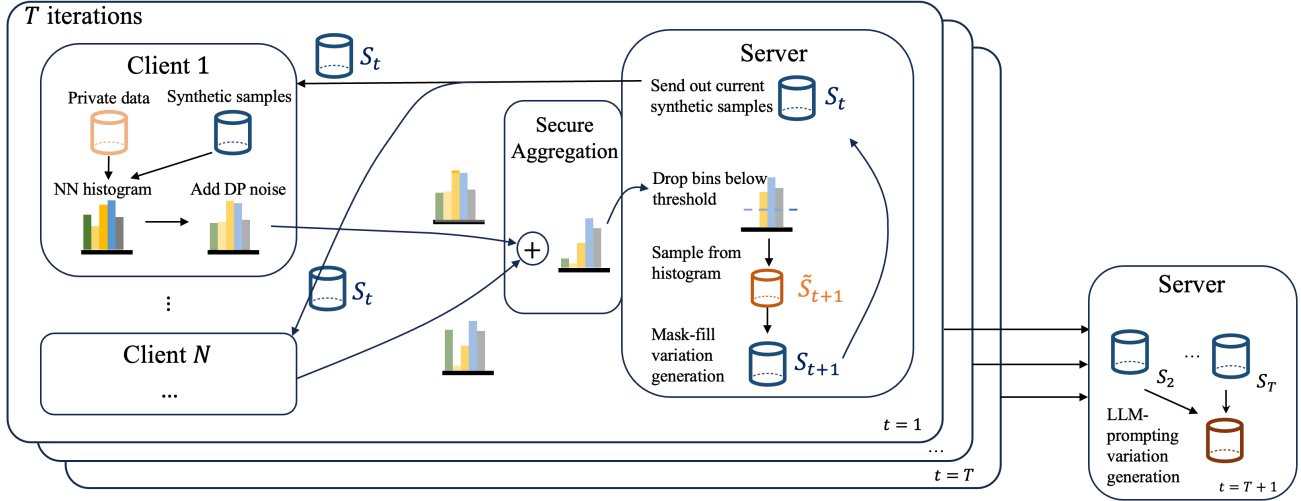 T iterations
Client 1
Private data
Synthetic samples
NN histogram
Add DP noise
⋮
Client N
...
S_t
S_t
Secure
Aggregation
+
Server
Send out current
synthetic samples
S_t
Drop bins below
threshold
Sample from
histogram
S̃_{t+1}
Mask-fill
variation
generation
S_{t+1}
t = 1
...
t = T
Server
S_2
...
S_T
LLM-
prompting
variation
generation
t = T + 1